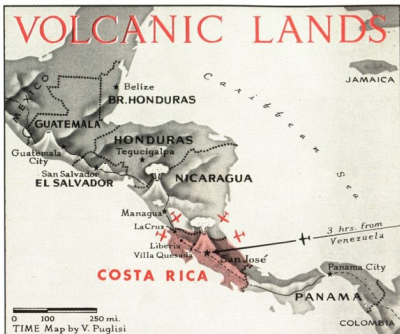 VOLCANIC LANDS
MEXICO
Belize
BR. HONDURAS
Caribbean Sea
JAMAICA
GUATEMALA
Guatemala
City
HONDURAS
Tegucigalpa
San Salvador
EL SALVADOR
NICARAGUA
Managua
La Cruz
Liberia
Villa Quesada
San José
3 hrs. from
Venezuela
COSTA RICA
Panama City
PANAMA
COLOMBIA
0 100 250 mi.
TIME Map by V. Puglisi